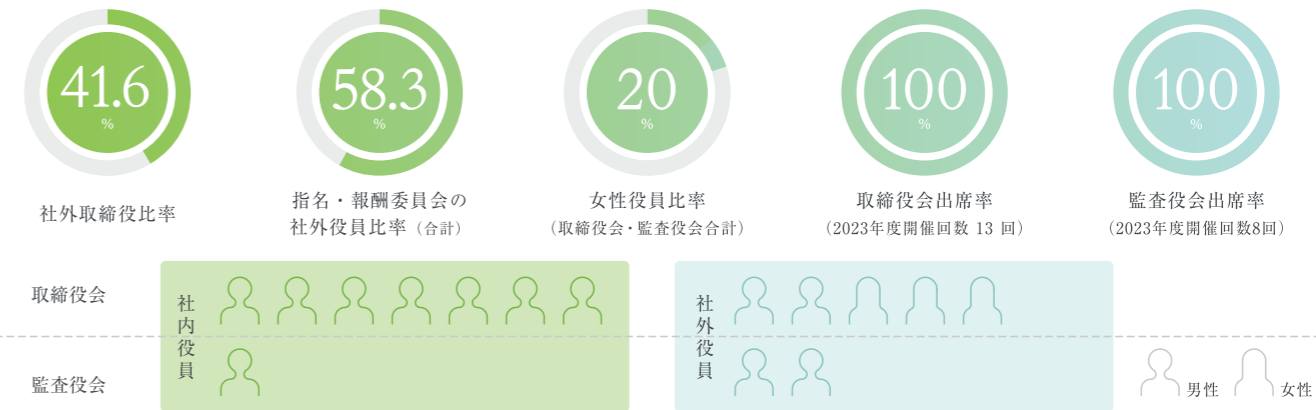 41.6
%
社外取締役比率
58.3
%
指名・報酬委員会の
社外役員比率（合計）
20
%
女性役員比率
（取締役会・監査役会合計）
100
%
取締役会出席率
（2023年度開催回数 13 回）
100
%
監査役会出席率
（2023年度開催回数8回）
取締役会
監査役会
社内役員
社外役員
男性
女性